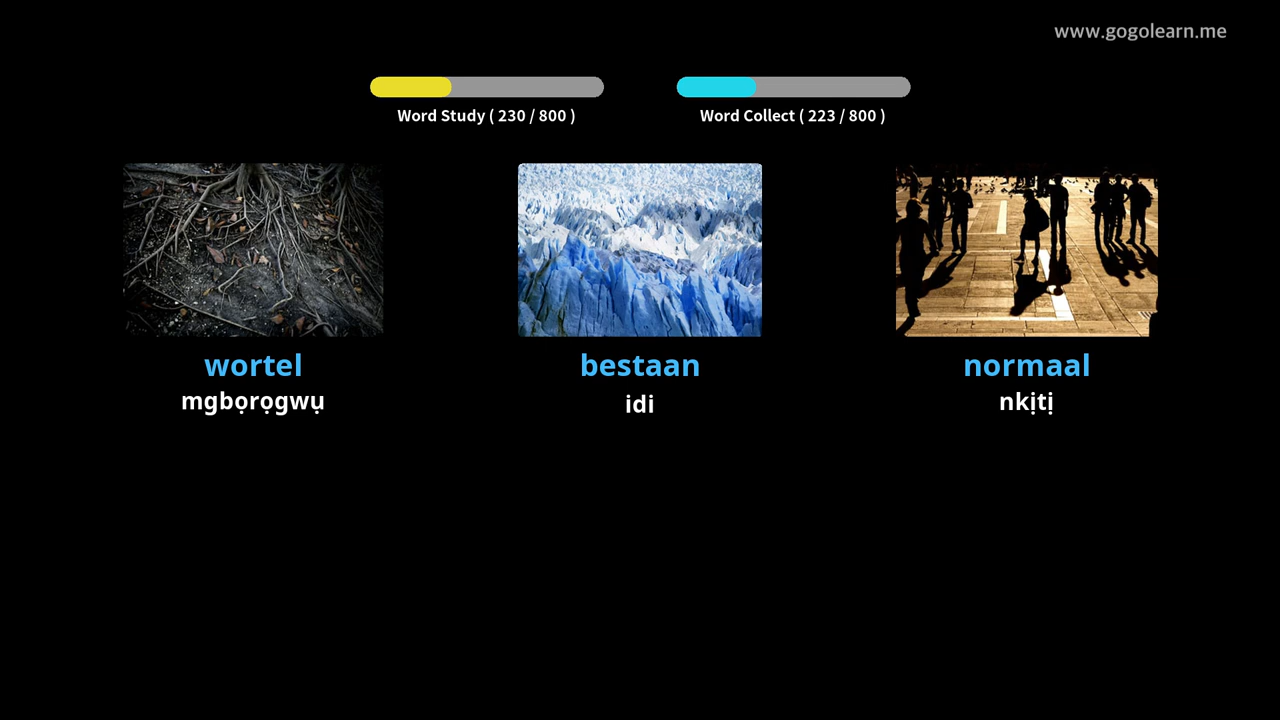 www.gogolearn.me
Word Study ( 230 / 800 )
Word Collect ( 223 / 800 )
wortel
bestaan
normaal
mgbọrọgwụ
idi
nkịtị